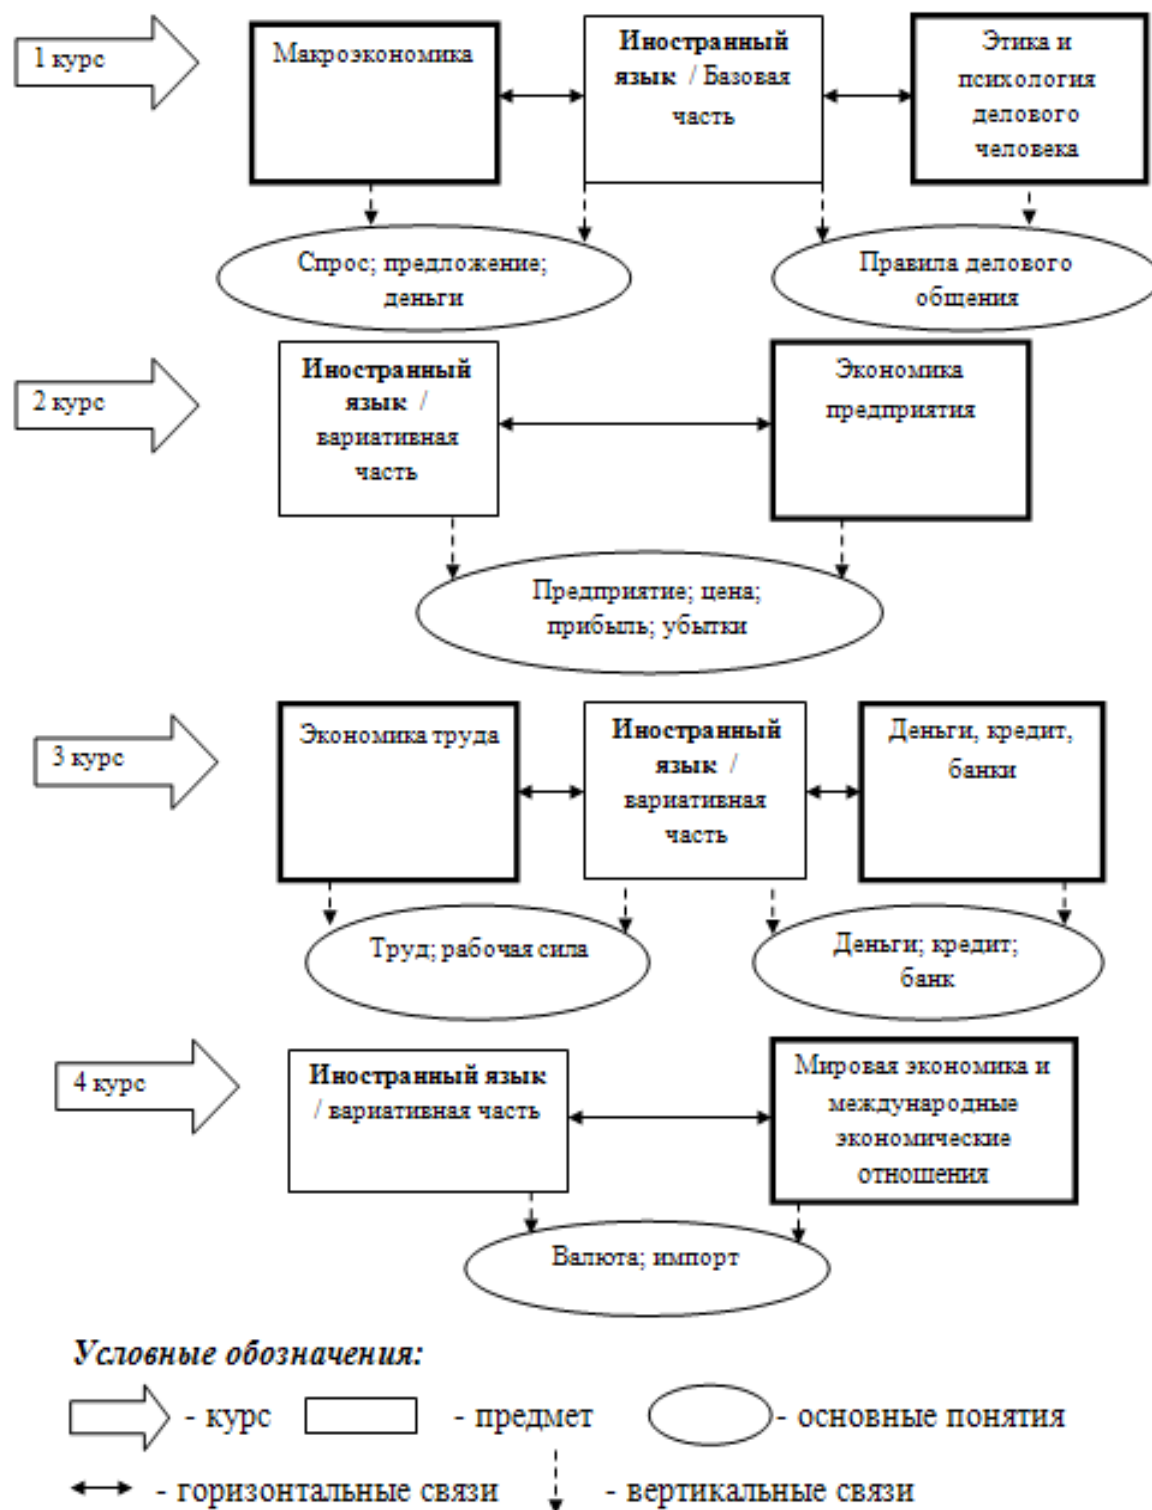 1 курс
Макроэкономика
Иностранный
язык / Базовая
часть
Этика и
психология
делового
человека
Спрос; предложение;
деньги
Правила делового
общения
2 курс
Иностранный
язык /
вариативная
часть
Экономика
предприятия
Предприятие; цена;
прибыль; убытки
3 курс
Экономика труда
Иностранный
язык /
вариативная
часть
Деньги, кредит,
банки
Труд; рабочая сила
Деньги; кредит;
банк
4 курс
Иностранный язык
/ вариативная часть
Мировая экономика и
международные
экономические
отношения
Валюта; импорт
Условные обозначения:
- курс
- предмет
- основные понятия
- горизонтальные связи
- вертикальные связи